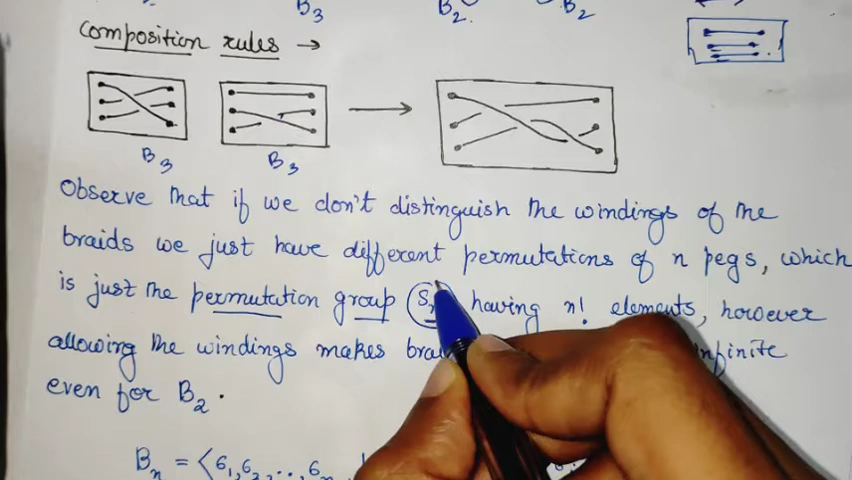 B3 B2. B2
Composition rules →
B3 B3
Observe that if we don't distinguish the windings of the
braids we just have different permutations of n pegs, which
is just the permutation group Sn having n! elements, however
allowing the windings makes infinite
even for B2.
Bn = <σ1, σ2, .., σn